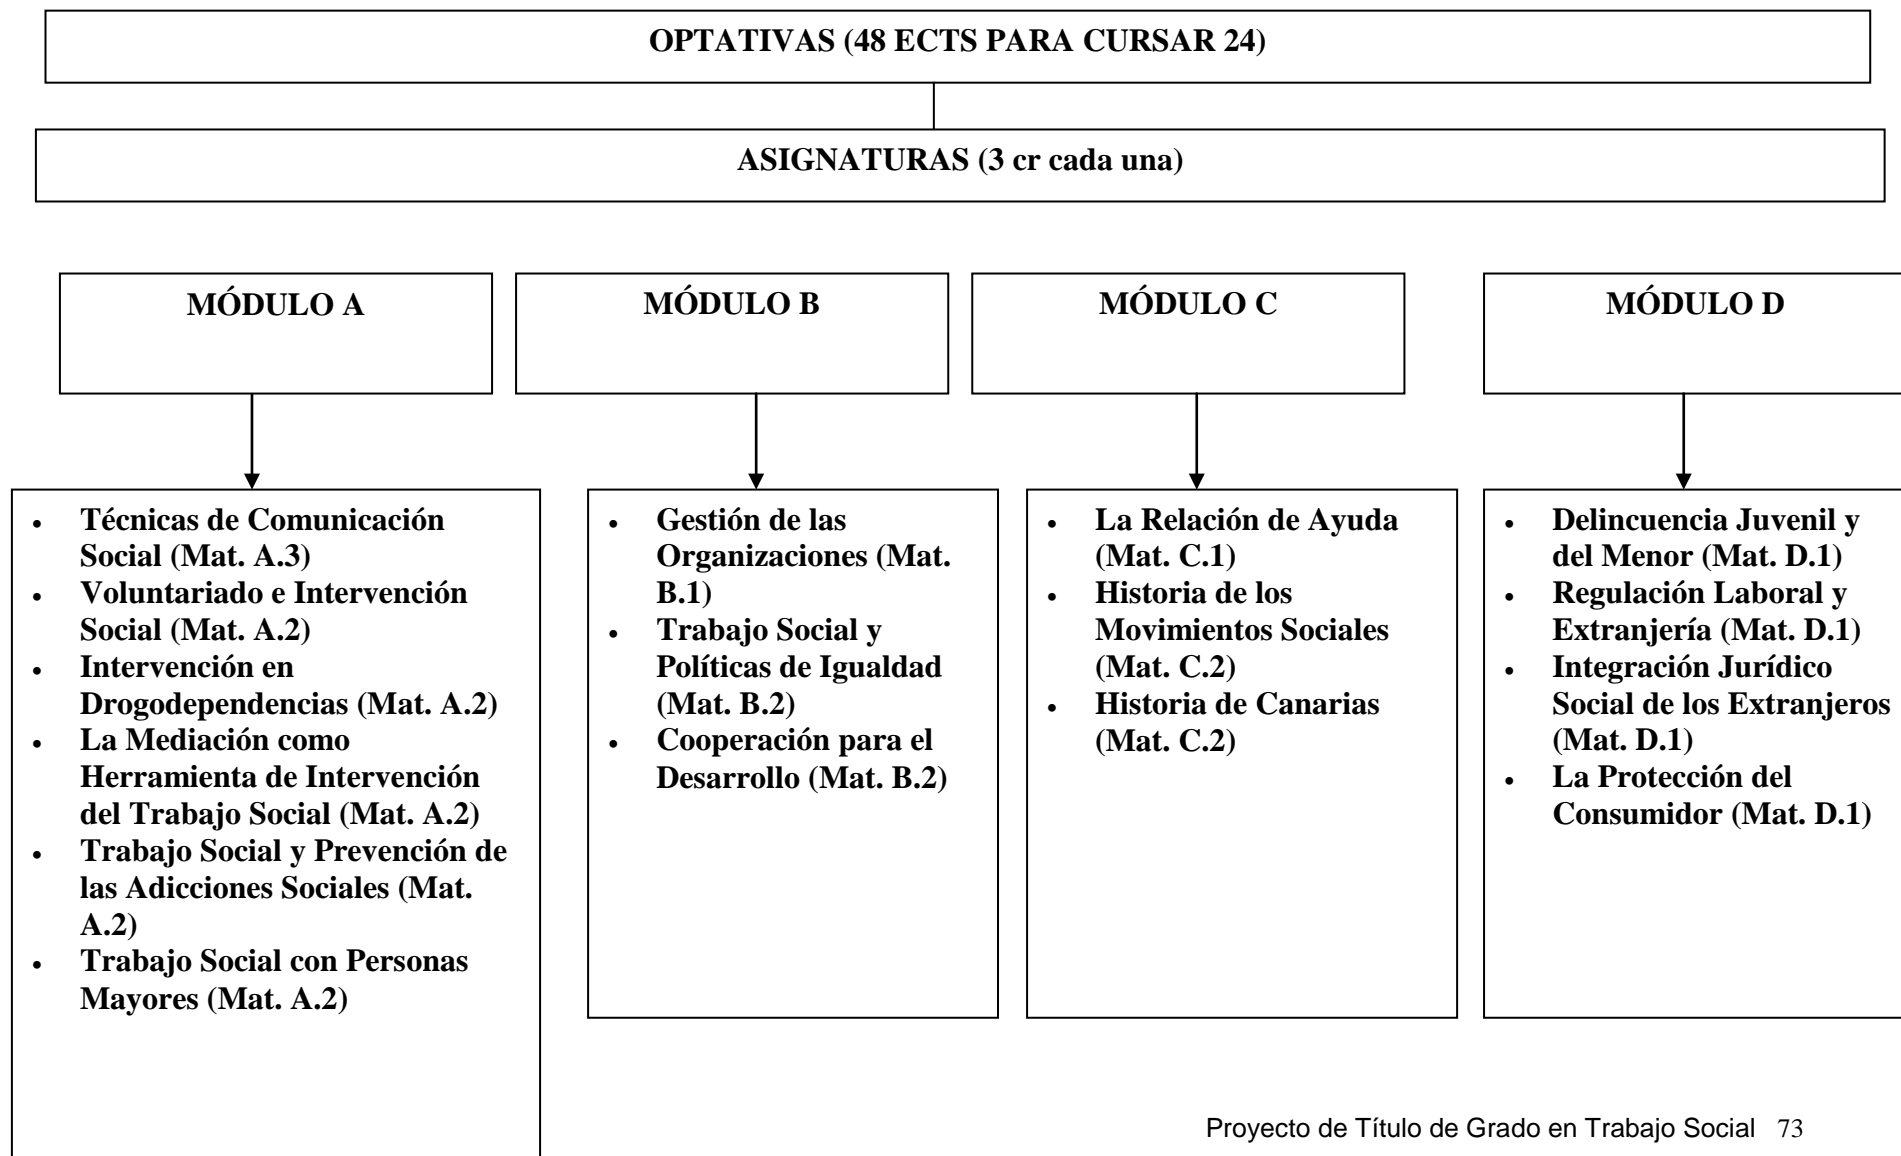 OPTATIVAS (48 ECTS PARA CURSAR 24)
ASIGNATURAS (3 cr cada una)
MÓDULO A
MÓDULO B
MÓDULO C
MÓDULO D
• Técnicas de Comunicación
Social (Mat. A.3)
• Voluntariado e Intervención
Social (Mat. A.2)
• Intervención en
Drogodependencias (Mat. A.2)
• La Mediación como
Herramienta de Intervención
del Trabajo Social (Mat. A.2)
• Trabajo Social y Prevención de
las Adicciones Sociales (Mat.
A.2)
• Trabajo Social con Personas
Mayores (Mat. A.2)
• Gestión de las
Organizaciones (Mat.
B.1)
• Trabajo Social y
Políticas de Igualdad
(Mat. B.2)
• Cooperación para el
Desarrollo (Mat. B.2)
• La Relación de Ayuda
(Mat. C.1)
• Historia de los
Movimientos Sociales
(Mat. C.2)
• Historia de Canarias
(Mat. C.2)
• Delincuencia Juvenil y
del Menor (Mat. D.1)
• Regulación Laboral y
Extranjería (Mat. D.1)
• Integración Jurídico
Social de los Extranjeros
(Mat. D.1)
• La Protección del
Consumidor (Mat. D.1)
Proyecto de Título de Grado en Trabajo Social 73